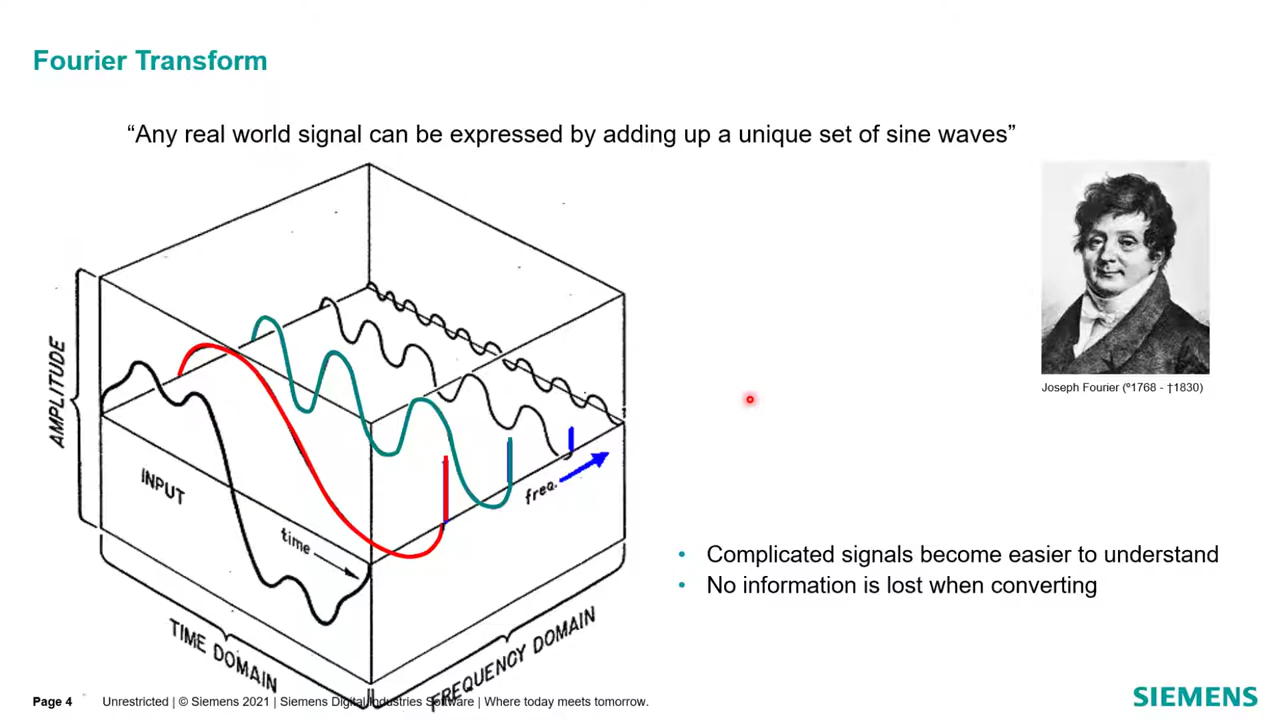 Fourier Transform
“Any real world signal can be expressed by adding up a unique set of sine waves”
AMPLITUDE
INPUT
time
freq.
TIME DOMAIN
FREQUENCY DOMAIN
Joseph Fourier (º1768 - †1830)
• Complicated signals become easier to understand
• No information is lost when converting
Page 4 Unrestricted | © Siemens 2021 | Siemens Digital Industries Software | Where today meets tomorrow.
SIEMENS